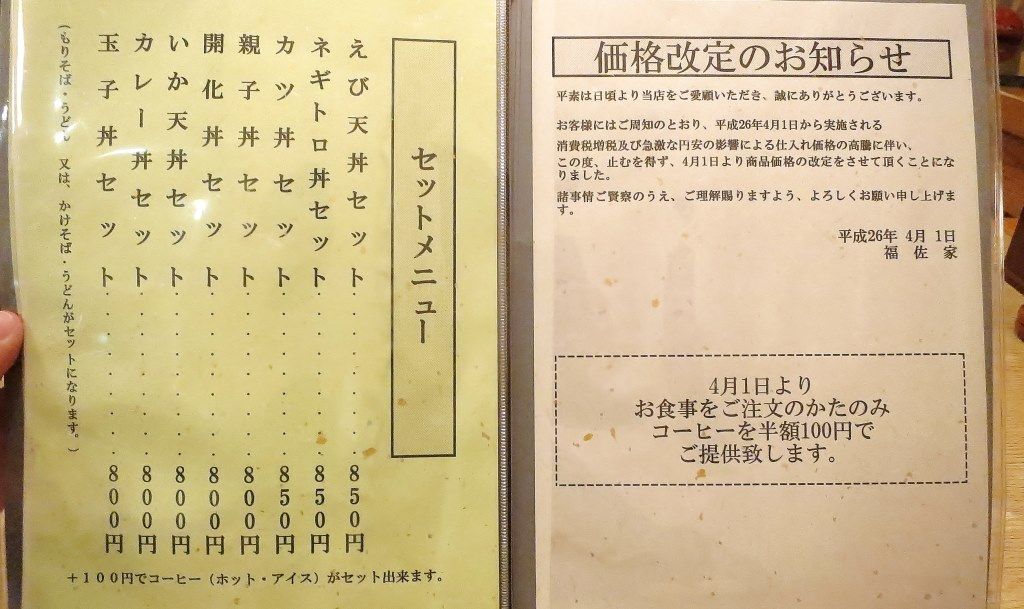 セットメニュー
えび天丼セット・・・・・・850円
ネギトロ丼セット・・・・・・850円
カツ丼セット・・・・・・850円
親子丼セット・・・・・・800円
開化丼セット・・・・・・800円
いか天丼セット・・・・・・800円
カレー丼セット・・・・・・800円
玉子丼セット・・・・・・800円
(もりそば・うどん 又は、かけそば・うどんがセットになります。)
+100円でコーヒー(ホット・アイス)がセット出来ます。
価格改定のお知らせ
平素は日頃より当店をご愛顧いただき、誠にありがとうございます。
お客様にはご周知のとおり、平成26年4月1日から実施される
消費税増税及び急激な円安の影響による仕入れ価格の高騰に伴い、
この度、止むを得ず、4月1日より商品価格の改定をさせて頂くことにな
りました。
諸事情ご賢察のうえ、ご理解賜りますよう、よろしくお願い申し上げま
す。
平成26年 4月 1日
福 佐 家
4月1日より
お食事をご注文のかたのみ
コーヒーを半額100円で
ご提供致します。